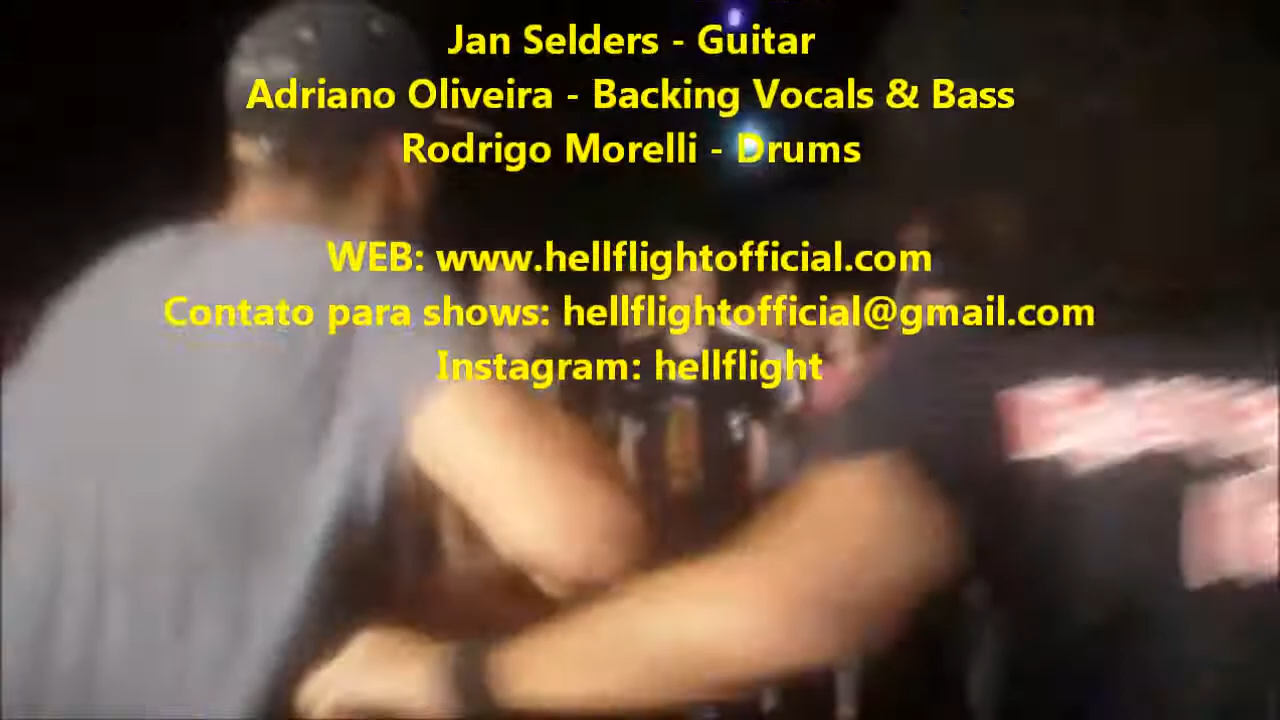 Jan Selders - Guitar
Adriano Oliveira - Backing Vocals & Bass
Rodrigo Morelli - Drums
WEB: www.hellflightofficial.com
Contato para shows: hellflightofficial@gmail.com
Instagram: hellflight